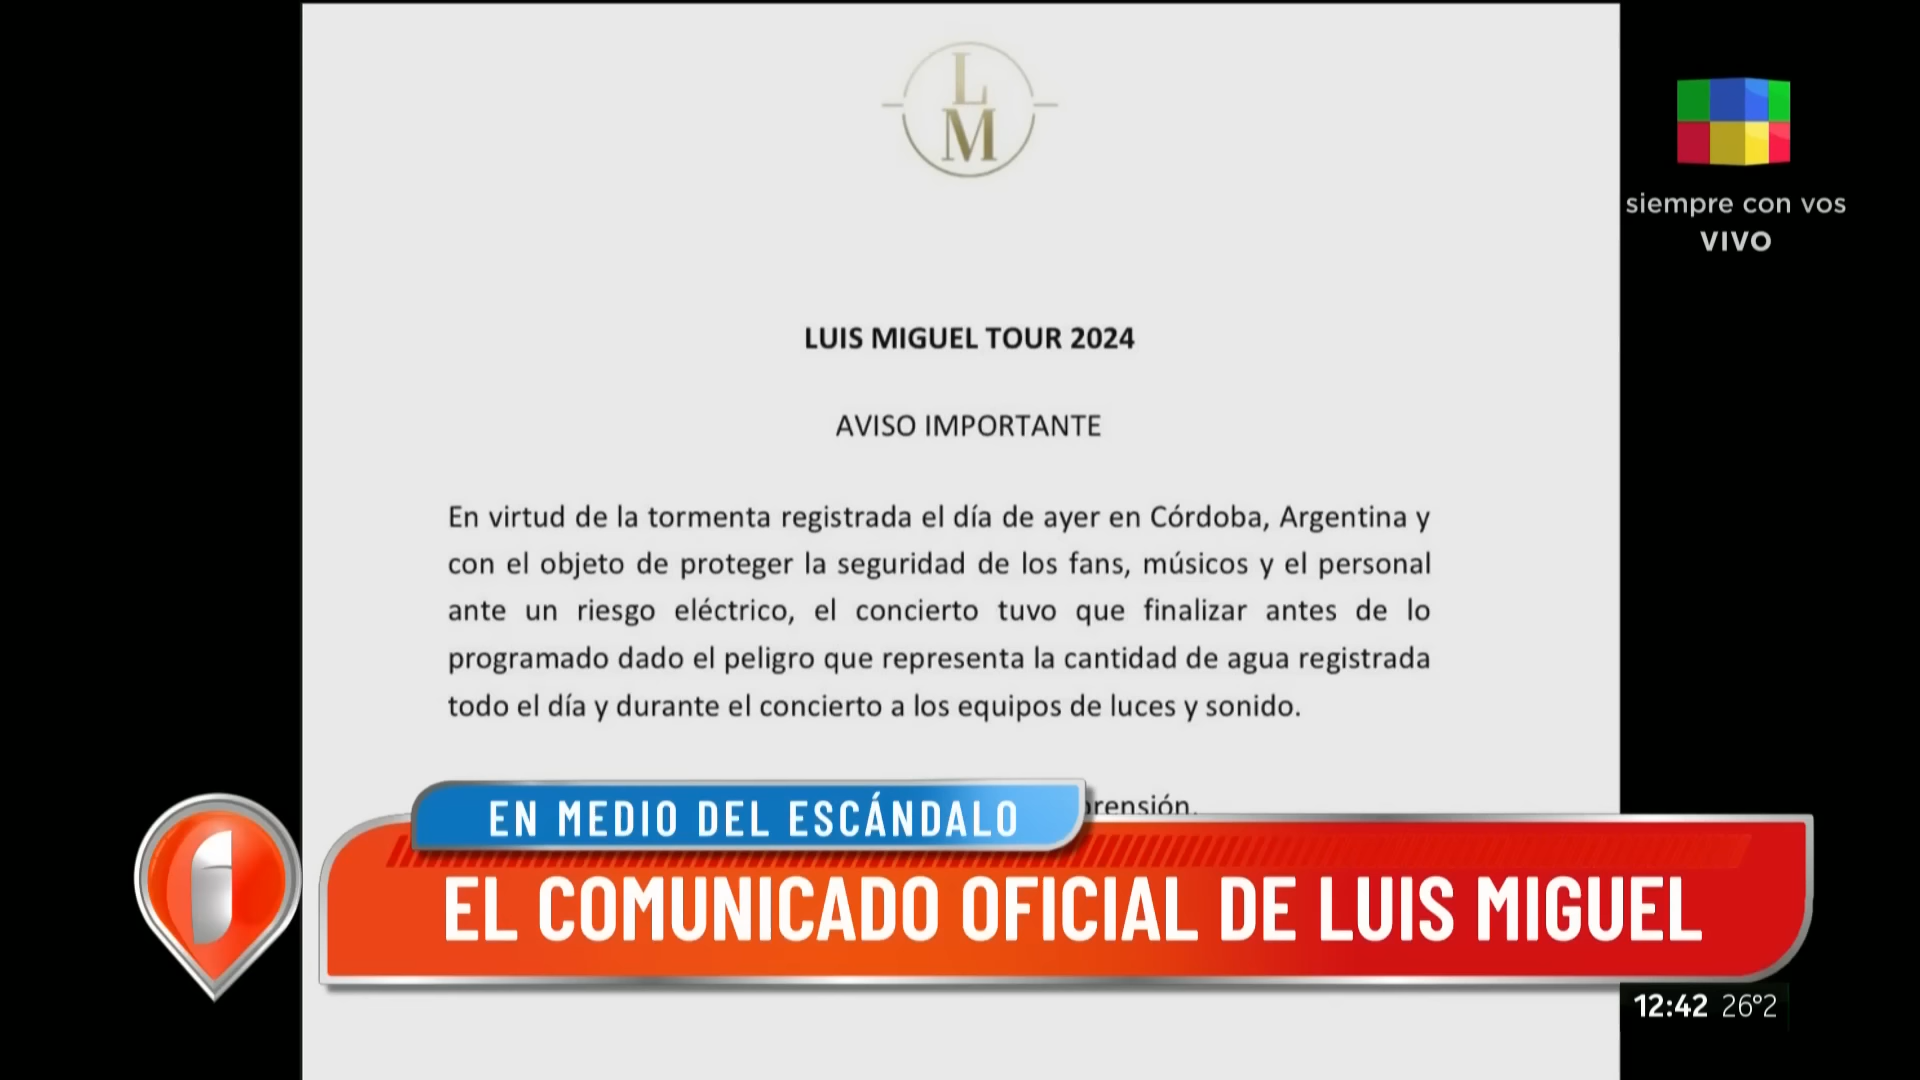 L
M
siempre con vos
VIVO
LUIS MIGUEL TOUR 2024
AVISO IMPORTANTE
En virtud de la tormenta registrada el día de ayer en Córdoba, Argentina y
con el objeto de proteger la seguridad de los fans, músicos y el personal
ante un riesgo eléctrico, el concierto tuvo que finalizar antes de lo
programado dado el peligro que representa la cantidad de agua registrada
todo el día y durante el concierto a los equipos de luces y sonido.
EN MEDIO DEL ESCÁNDALO
EL COMUNICADO OFICIAL DE LUIS MIGUEL
12:42 26°2